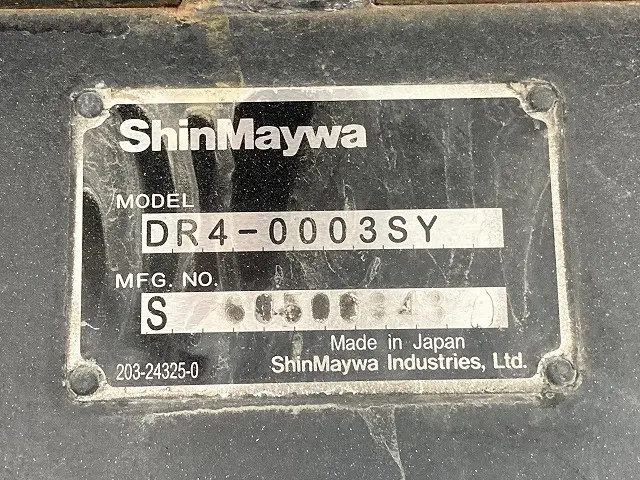 ShinMaywa
MODEL
DR4-0003SY
MFG. NO.
S
Made in Japan
203-24325-0
ShinMaywa Industries, Ltd.